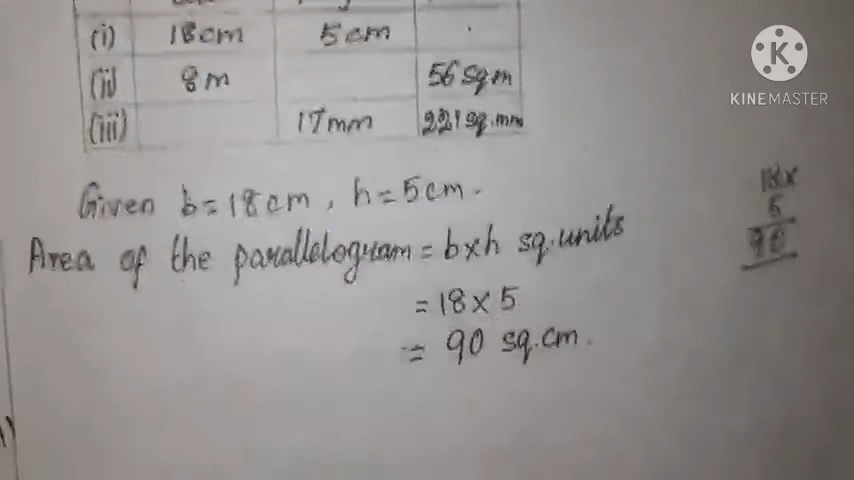 (i) 18cm 5cm
(ii) 8m 56 sq.m
(iii) 17mm 221 sq.mm
Given b=18cm, h=5cm.
Area of the parallelogram = b×h sq.units
= 18×5
= 90 sq.cm.
18×
5
90
KINEMASTER